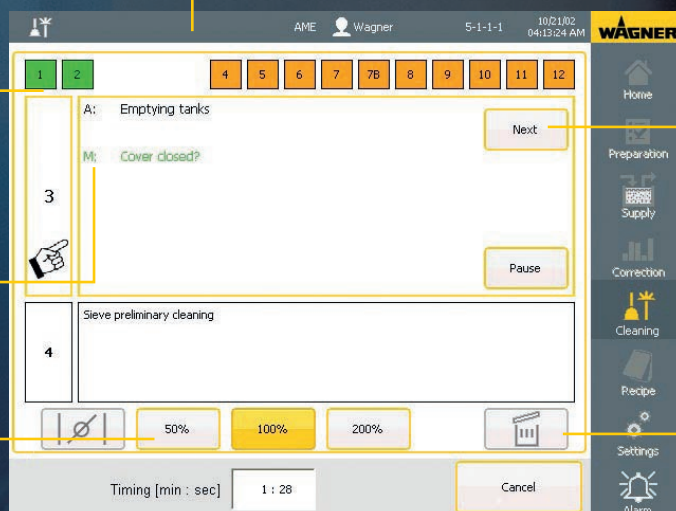 AME Wagner 5-1-1-1 10/21/02
04:13:24 AM
WAGNER
1 2 4 5 6 7 7B 8 9 10 11 12
Home
A: Emptying tanks
Next
M: Cover closed?
Preparation
3
Supply
Pause
Correction
Sieve preliminary cleaning
Cleaning
4
Recipe
50% 100% 200%
Settings
Timing [min : sec] 1 : 28 Cancel
Alarm